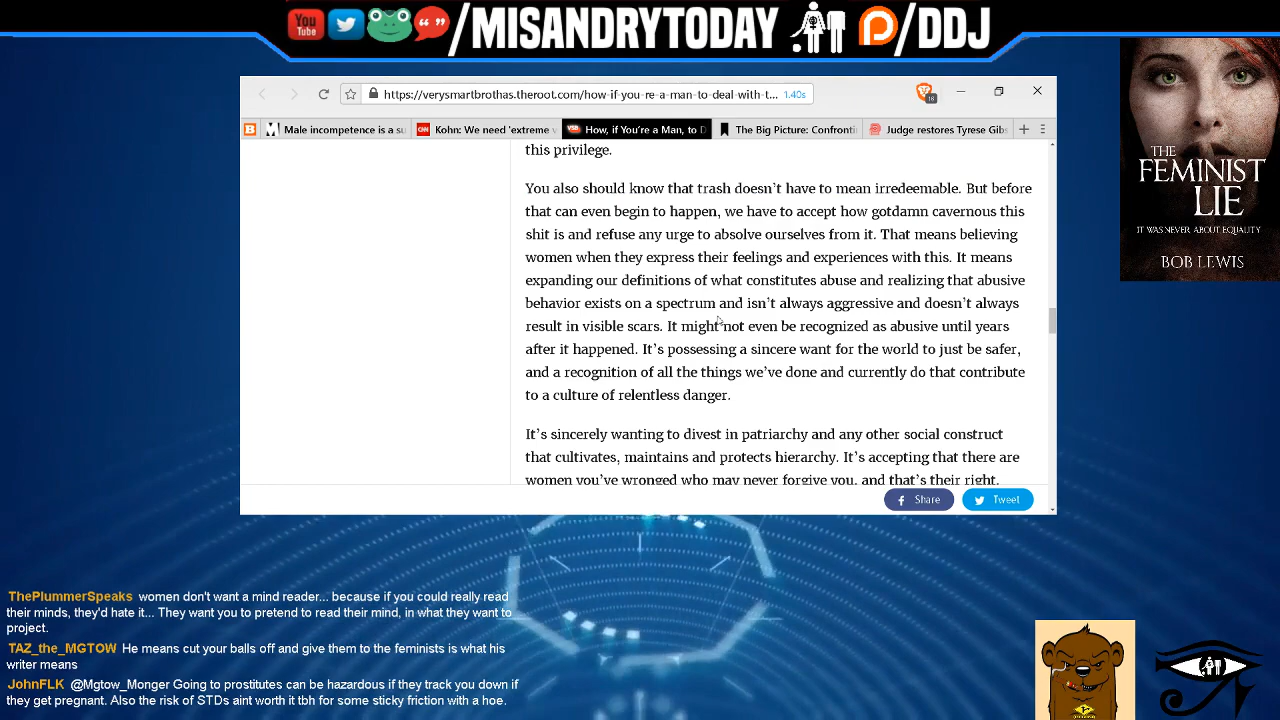 You
Tube
/MISANDRYTODAY
/DDJ
https://verysmartbrothas.theroot.com/how-if-you-re-a-man-to-deal-with-t...
1.40s
18
Male incompetence is a su
CNN
Kohn: We need 'extreme v
VSB
How, if You're a Man, to D
The Big Picture: Confronti
Judge restores Tyrese Gibs
this privilege.
You also should know that trash doesn't have to mean irredeemable. But before
that can even begin to happen, we have to accept how gotdamn cavernous this
shit is and refuse any urge to absolve ourselves from it. That means believing
women when they express their feelings and experiences with this. It means
expanding our definitions of what constitutes abuse and realizing that abusive
behavior exists on a spectrum and isn't always aggressive and doesn't always
result in visible scars. It might not even be recognized as abusive until years
after it happened. It's possessing a sincere want for the world to just be safer,
and a recognition of all the things we've done and currently do that contribute
to a culture of relentless danger.
It's sincerely wanting to divest in patriarchy and any other social construct
that cultivates, maintains and protects hierarchy. It's accepting that there are
women you've wronged who may never forgive you, and that's their right.
Share
Tweet
THE
FEMINIST
LIE
IT WAS NEVER ABOUT EQUALITY
BOB LEWIS
ThePlummerSpeaks women don't want a mind reader... because if you could really read
their minds, they'd hate it... They want you to pretend to read their mind, in what they want to
project.
TAZ_the_MGTOW He means cut your balls off and give them to the feminists is what his
writer means
JohnFLK @Mgtow_Monger Going to prostitutes can be hazardous if they track you down if
they get pregnant. Also the risk of STDs aint worth it tbh for some sticky friction with a hoe.